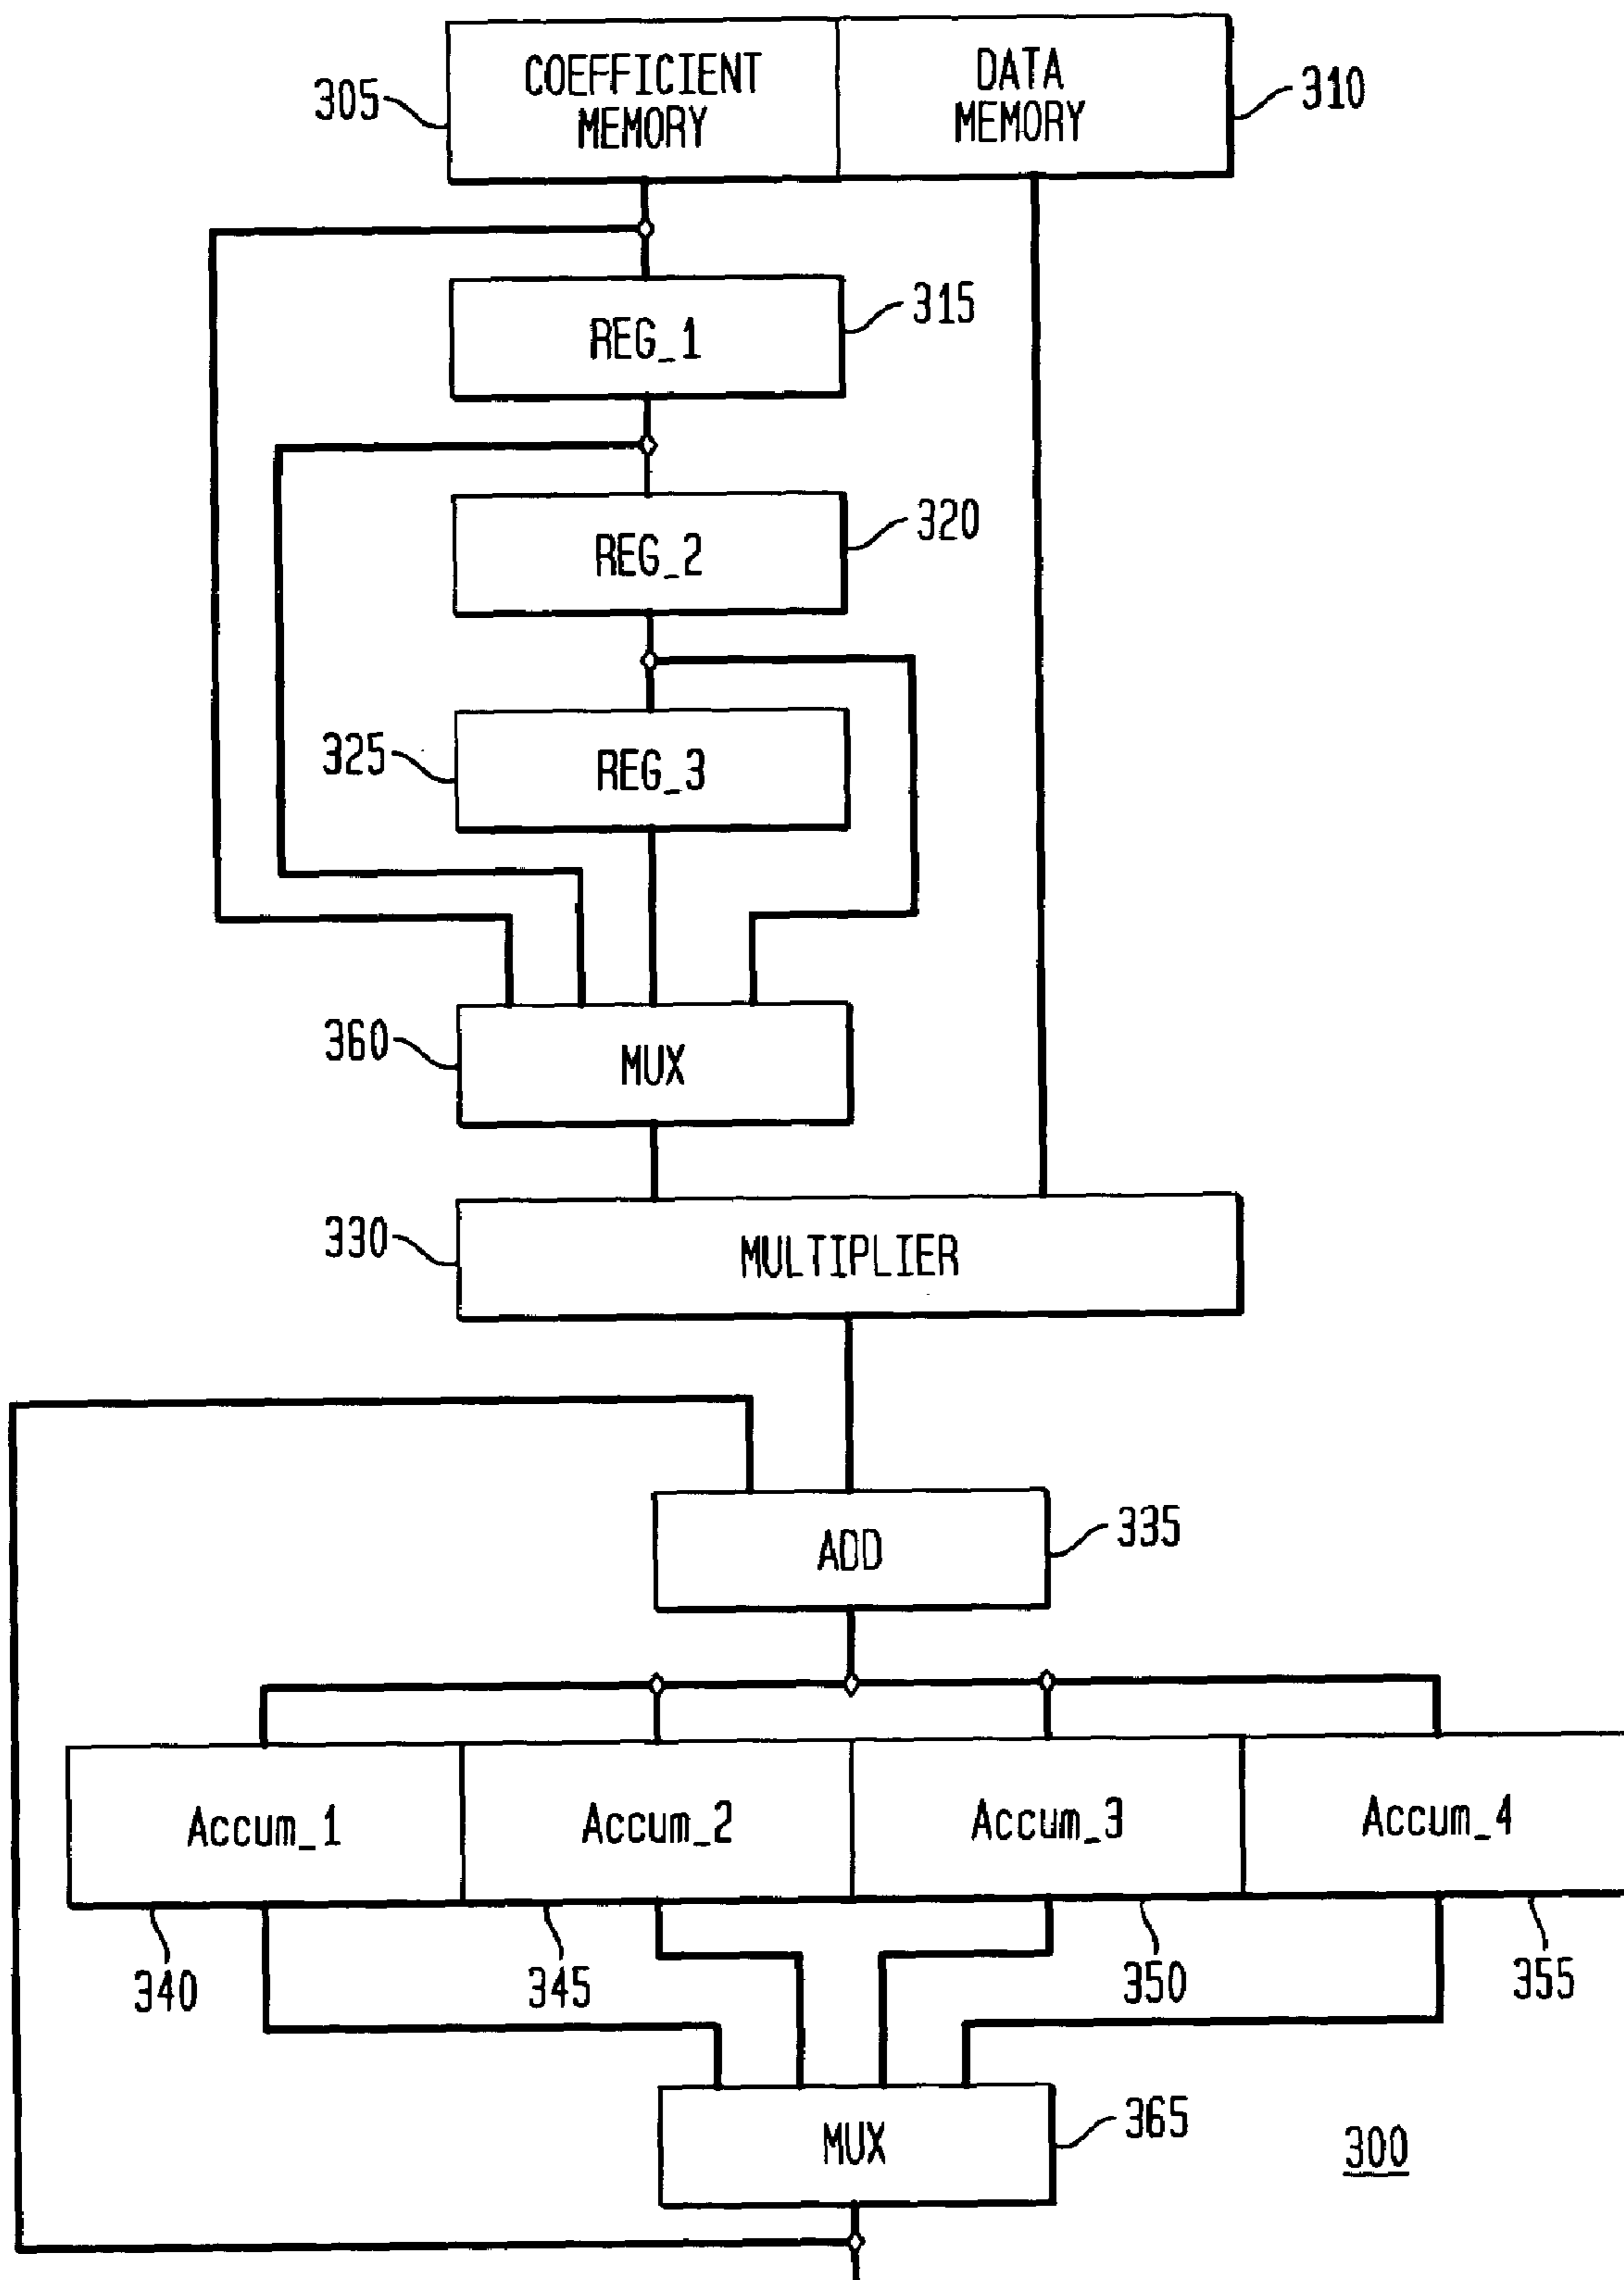 COEFFICIENT
MEMORY
DATA
MEMORY
305
310
REG_1
315
REG_2
320
REG_3
325
MUX
360
MULTIPLIER
330
ADD
335
Accum_1
Accum_2
Accum_3
Accum_4
340
345
350
355
MUX
365
300